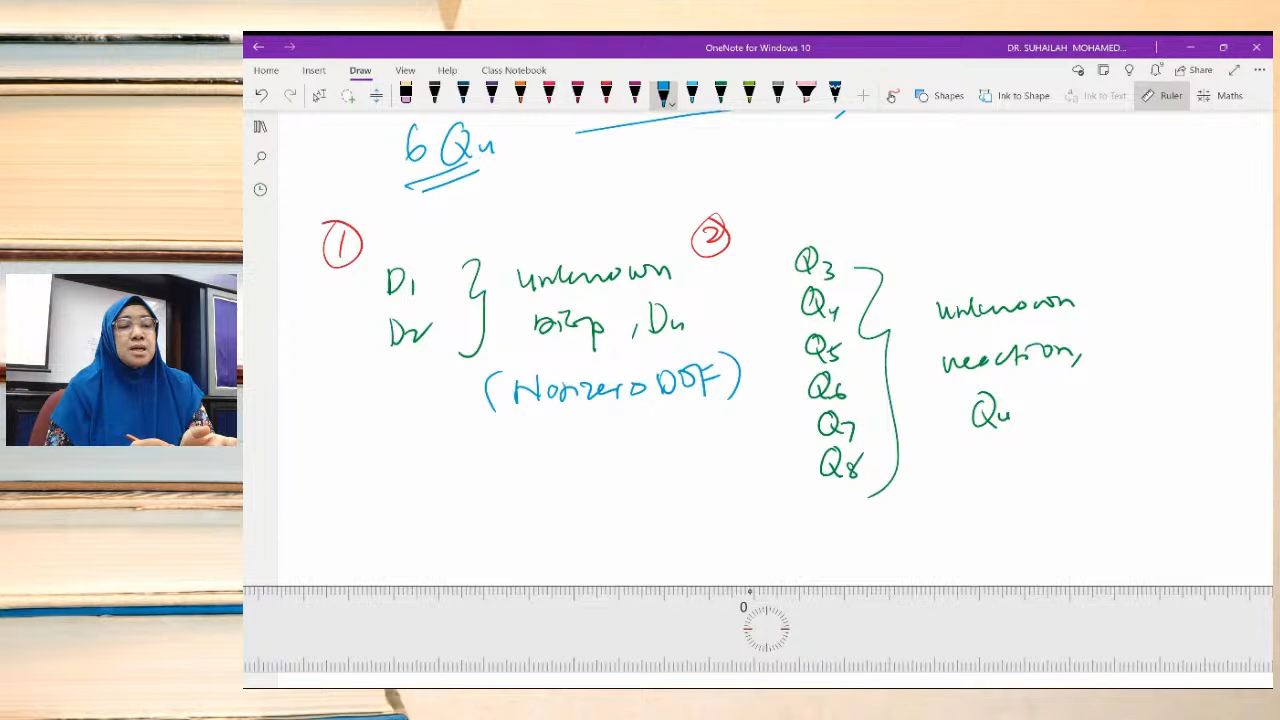 OneNote for Windows 10
DR. SUHAILAH MOHAMED...
Home Insert Draw View Help Class Notebook
Share
Shapes Ink to Shape Ink to Text Ruler Maths
6 Qu
1
D1
D2
unknown
disp, Du
(Nonzero DOF)
2
Q3
Q4
Q5
Q6
Q7
Q8
unknown
reaction,
Qu
0